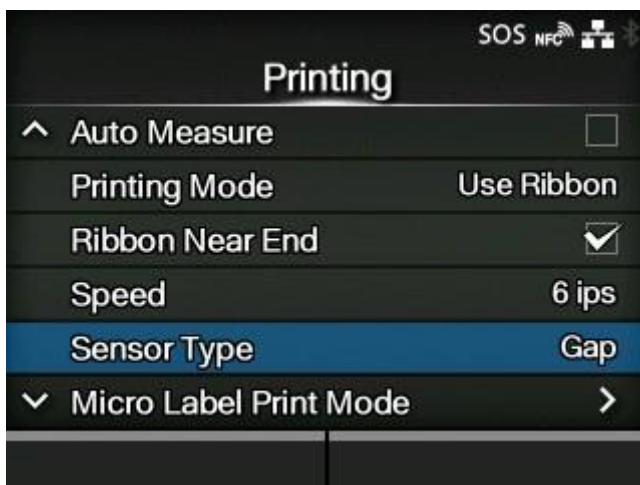 SOS NFC
Printing
Auto Measure
Printing Mode Use Ribbon
Ribbon Near End
Speed 6 ips
Sensor Type Gap
Micro Label Print Mode